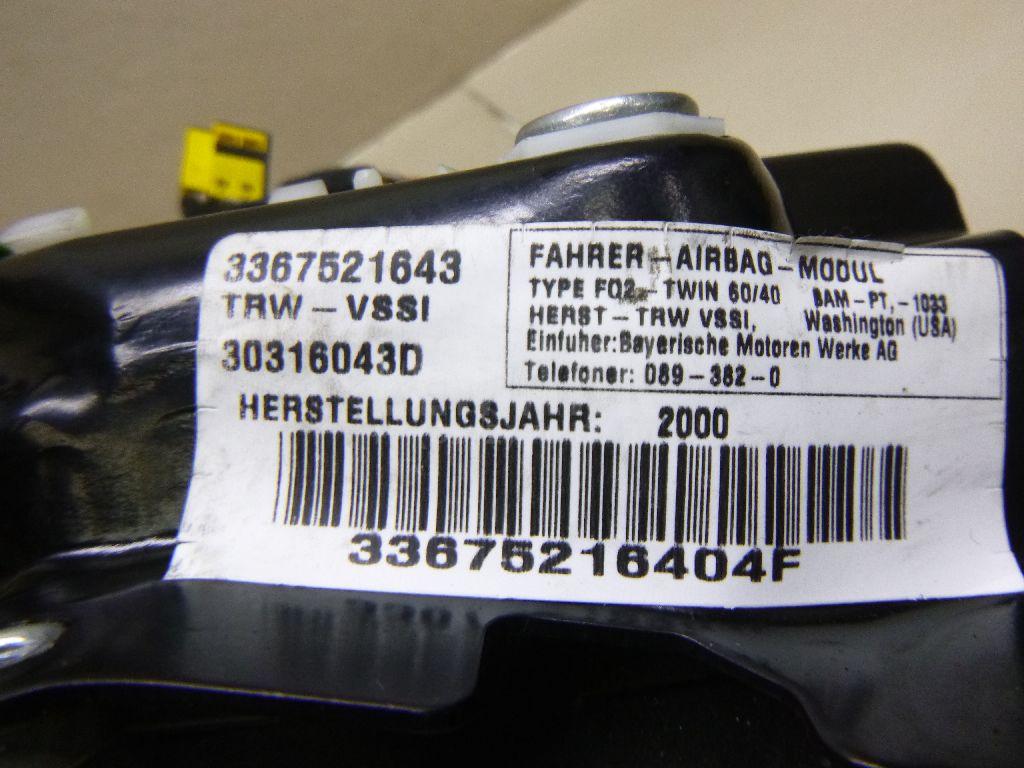 3367521643
TRW-VSSI
30316043D
FAHRER-AIRBAG-MODUL
TYPE FO2-TWIN 60/40 BAM-PT,-1033
HERST-TRW VSSI, Washington (USA)
Einfuher:Bayerische Motoren Werke AG
Telefoner: 089-382-0
HERSTELLUNGSJAHR: 2000
33675216404F